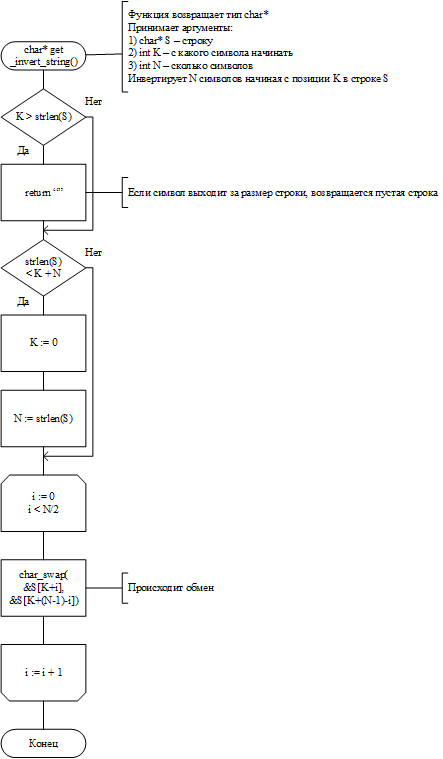 char* get
_invert_string()
Функция возвращает тип char*
Принимает аргументы:
1) char* S – строку
2) int K – с какого символа начинать
3) int N – сколько символов
Инвертирует N символов начиная с позиции K в строке S
Нет
K > strlen(S)
Да
return “”
Если символ выходит за размер строки, возвращается пустая строка
Нет
strlen(S)
< K + N
Да
K := 0
N := strlen(S)
i := 0
i < N/2
char_swap(
&S[K+i],
&S[K+(N-1)-i])
Происходит обмен
i := i + 1
Конец